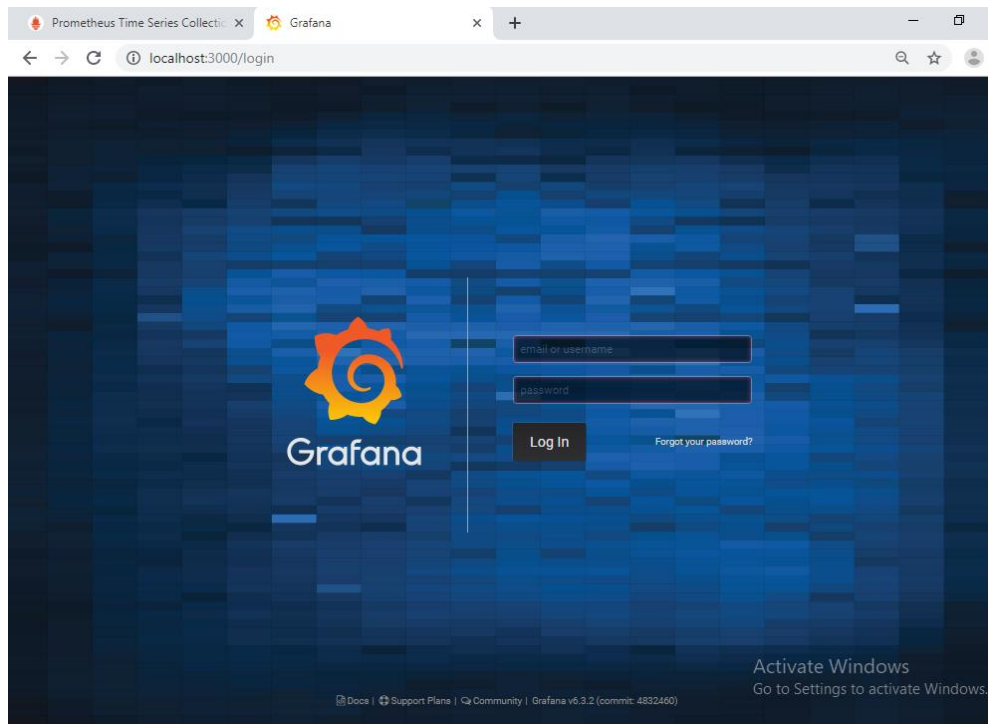 Prometheus Time Series Collectio
Grafana
localhost:3000/login
email or username
password
Log In
Forgot your password?
Grafana
Activate Windows
Go to Settings to activate Windows.
Docs | Support Plans | Community | Grafana v6.3.2 (commit: 4832460)